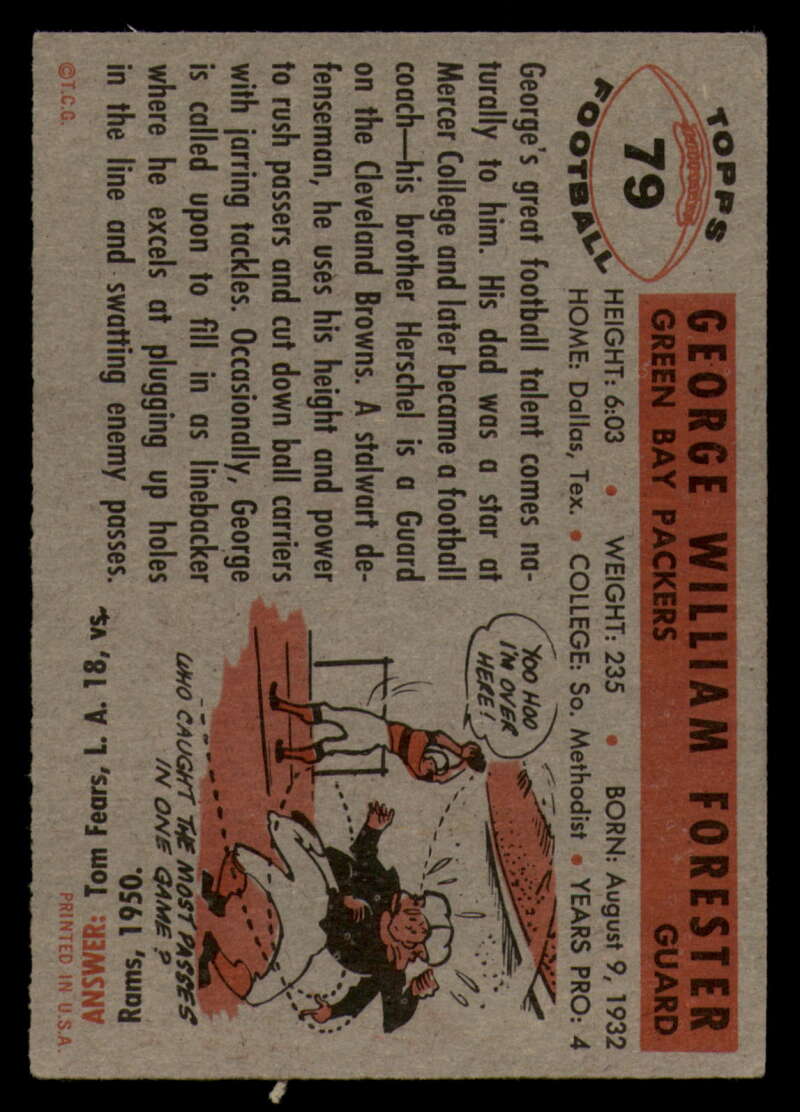 TOPPS
79
FOOTBALL
GEORGE WILLIAM FORESTER
GREEN BAY PACKERS GUARD
HEIGHT: 6:03 • WEIGHT: 235 • BORN: August 9, 1932
HOME: Dallas, Tex. • COLLEGE: So. Methodist • YEARS PRO: 4
George's great football talent comes na-
turally to him. His dad was a star at
Mercer College and later became a football
coach—his brother Herschel is a Guard
on the Cleveland Browns. A stalwart de-
fenseman, he uses his height and power
to rush passers and cut down ball carriers
with jarring tackles. Occasionally, George
is called upon to fill in as linebacker
where he excels at plugging up holes
in the line and swatting enemy passes.
YOO HOO
I'M OVER
HERE!
WHO CAUGHT THE MOST PASSES
IN ONE GAME?
ANSWER: Tom Fears, L. A. 18, vs.
Rams, 1950.
©T.C.G.
PRINTED IN U.S.A.